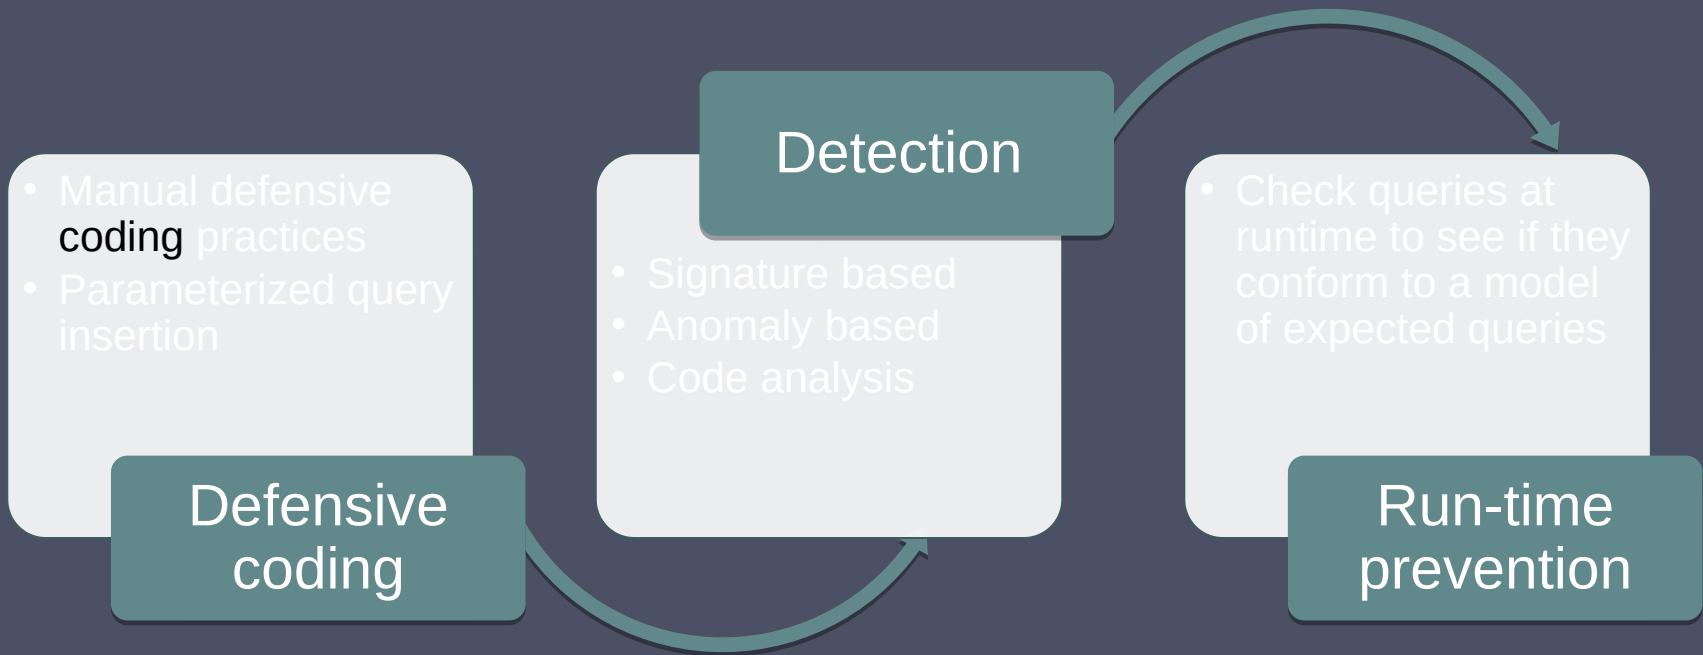 • Manual defensive
coding practices
• Parameterized query
insertion
Defensive
coding
Detection
• Signature based
• Anomaly based
• Code analysis
• Check queries at
runtime to see if they
conform to a model
of expected queries
Run-time
prevention